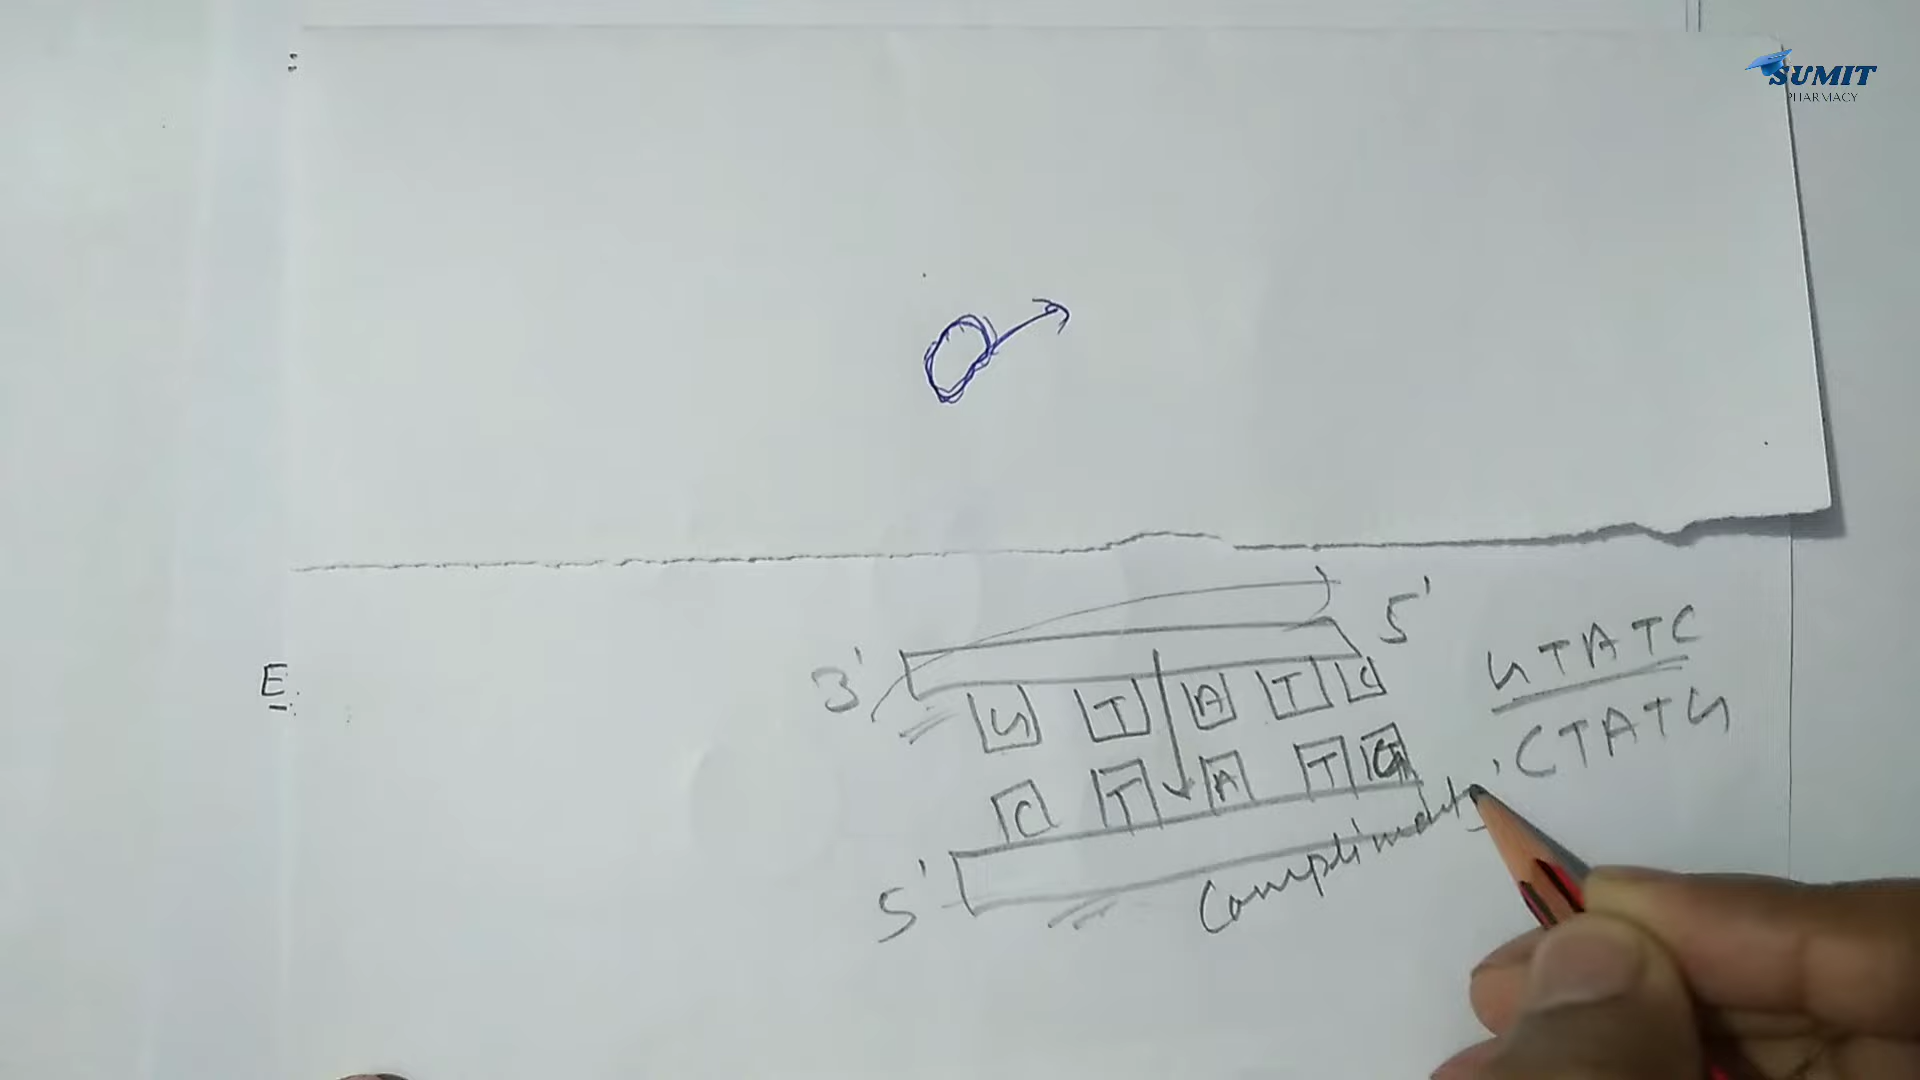 SUMIT
PHARMACY
3' 5'
G T A T C
C T A T G
5'
GTATC
CTATG
E.